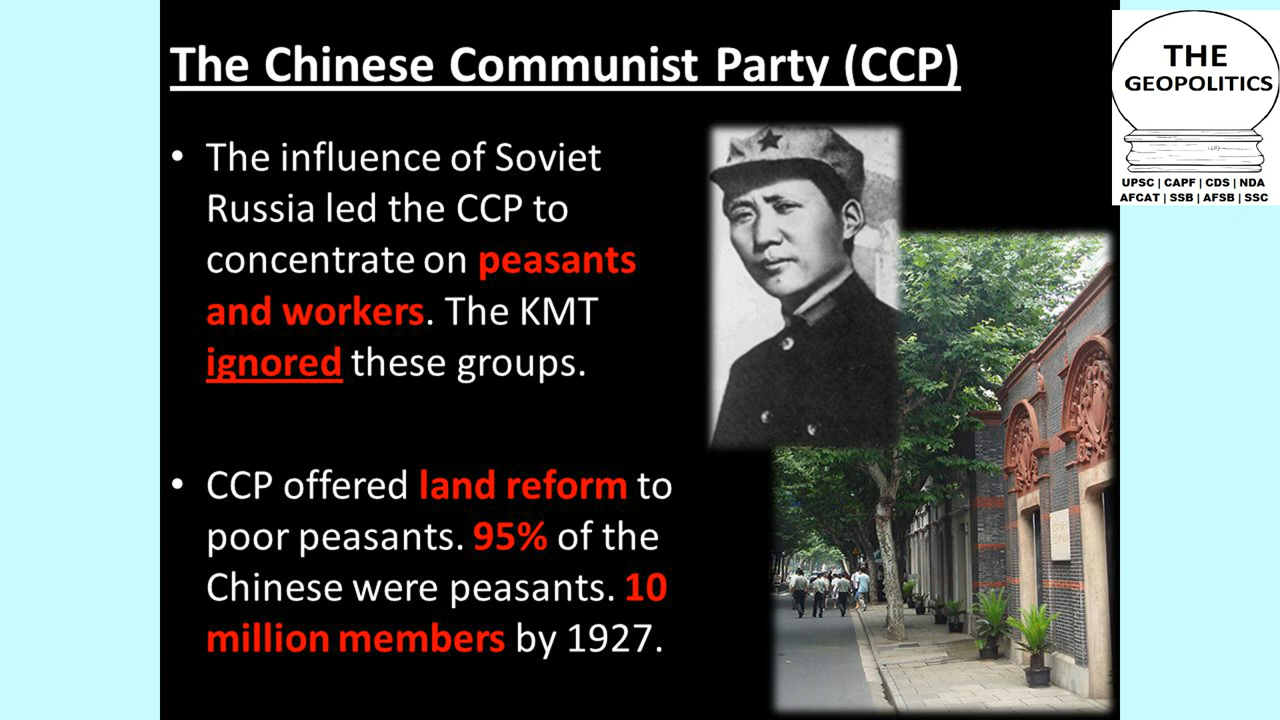 The Chinese Communist Party (CCP)
• The influence of Soviet
Russia led the CCP to
concentrate on peasants
and workers. The KMT
ignored these groups.
• CCP offered land reform to
poor peasants. 95% of the
Chinese were peasants. 10
million members by 1927.
THE
GEOPOLITICS
UPSC | CAPF | CDS | NDA
AFCAT | SSB | AFSB | SSC